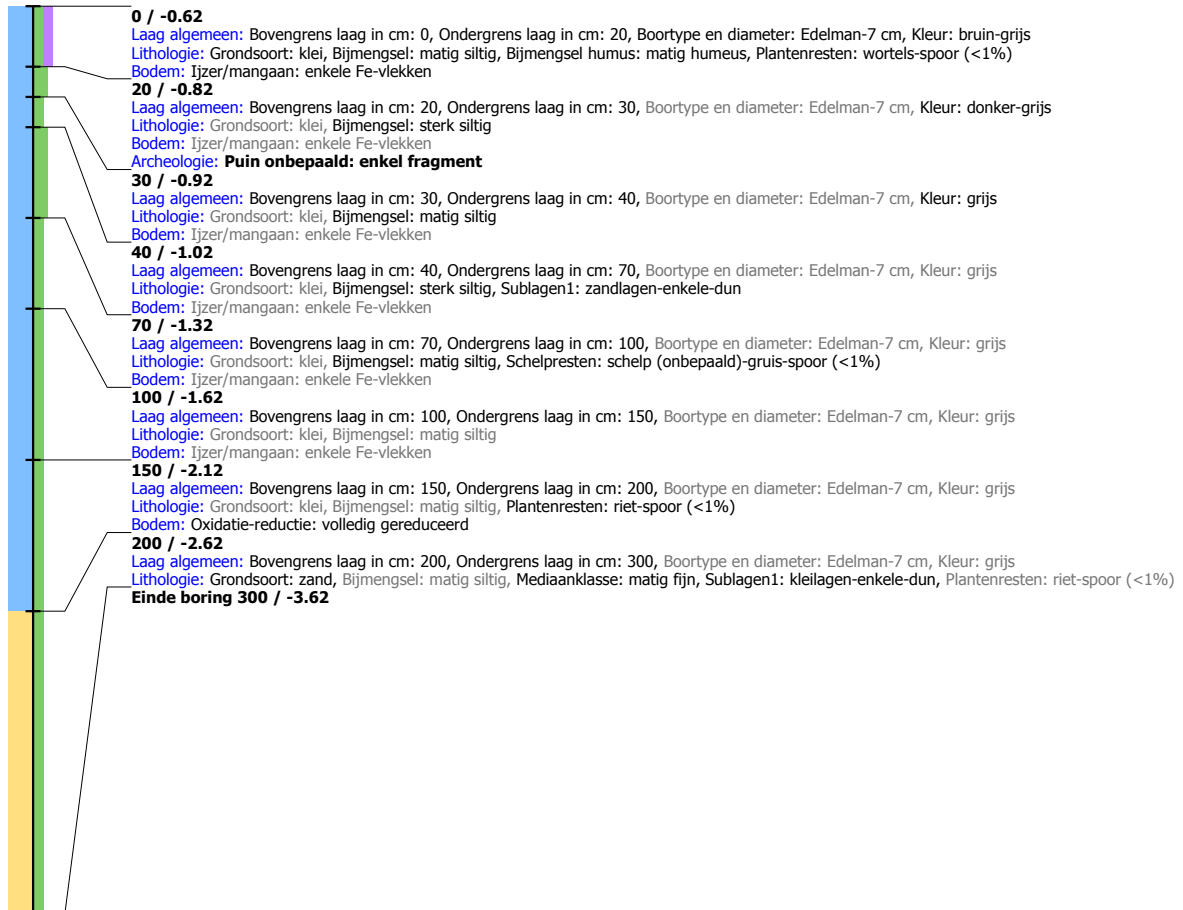 0 / -0.62
Laag algemeen: Bovengrens laag in cm: 0, Ondergrens laag in cm: 20, Boortype en diameter: Edelman-7 cm, Kleur: bruin-grijs
Lithologie: Grondsoort: klei, Bijmengsel: matig siltig, Bijmengsel humus: matig humeus, Plantenresten: wortels-spoor (<1%)
Bodem: Ijzer/mangaan: enkele Fe-vlekken
20 / -0.82
Laag algemeen: Bovengrens laag in cm: 20, Ondergrens laag in cm: 30, Boortype en diameter: Edelman-7 cm, Kleur: donker-grijs
Lithologie: Grondsoort: klei, Bijmengsel: sterk siltig
Bodem: Ijzer/mangaan: enkele Fe-vlekken
Archeologie: Puin onbepaald: enkel fragment
30 / -0.92
Laag algemeen: Bovengrens laag in cm: 30, Ondergrens laag in cm: 40, Boortype en diameter: Edelman-7 cm, Kleur: grijs
Lithologie: Grondsoort: klei, Bijmengsel: matig siltig
Bodem: Ijzer/mangaan: enkele Fe-vlekken
40 / -1.02
Laag algemeen: Bovengrens laag in cm: 40, Ondergrens laag in cm: 70, Boortype en diameter: Edelman-7 cm, Kleur: grijs
Lithologie: Grondsoort: klei, Bijmengsel: sterk siltig, Sublagen1: zandlagen-enkele-dun
Bodem: Ijzer/mangaan: enkele Fe-vlekken
70 / -1.32
Laag algemeen: Bovengrens laag in cm: 70, Ondergrens laag in cm: 100, Boortype en diameter: Edelman-7 cm, Kleur: grijs
Lithologie: Grondsoort: klei, Bijmengsel: matig siltig, Schelpresten: schelp (onbepaald)-gruis-spoor (<1%)
Bodem: Ijzer/mangaan: enkele Fe-vlekken
100 / -1.62
Laag algemeen: Bovengrens laag in cm: 100, Ondergrens laag in cm: 150, Boortype en diameter: Edelman-7 cm, Kleur: grijs
Lithologie: Grondsoort: klei, Bijmengsel: matig siltig
Bodem: Ijzer/mangaan: enkele Fe-vlekken
150 / -2.12
Laag algemeen: Bovengrens laag in cm: 150, Ondergrens laag in cm: 200, Boortype en diameter: Edelman-7 cm, Kleur: grijs
Lithologie: Grondsoort: klei, Bijmengsel: matig siltig, Plantenresten: riet-spoor (<1%)
Bodem: Oxidatie-reductie: volledig gereduceerd
200 / -2.62
Laag algemeen: Bovengrens laag in cm: 200, Ondergrens laag in cm: 300, Boortype en diameter: Edelman-7 cm, Kleur: grijs
Lithologie: Grondsoort: zand, Bijmengsel: matig siltig, Mediaanklasse: matig fijn, Sublagen1: kleilagen-enkele-dun, Plantenresten: riet-spoor (<1%)
Einde boring 300 / -3.62